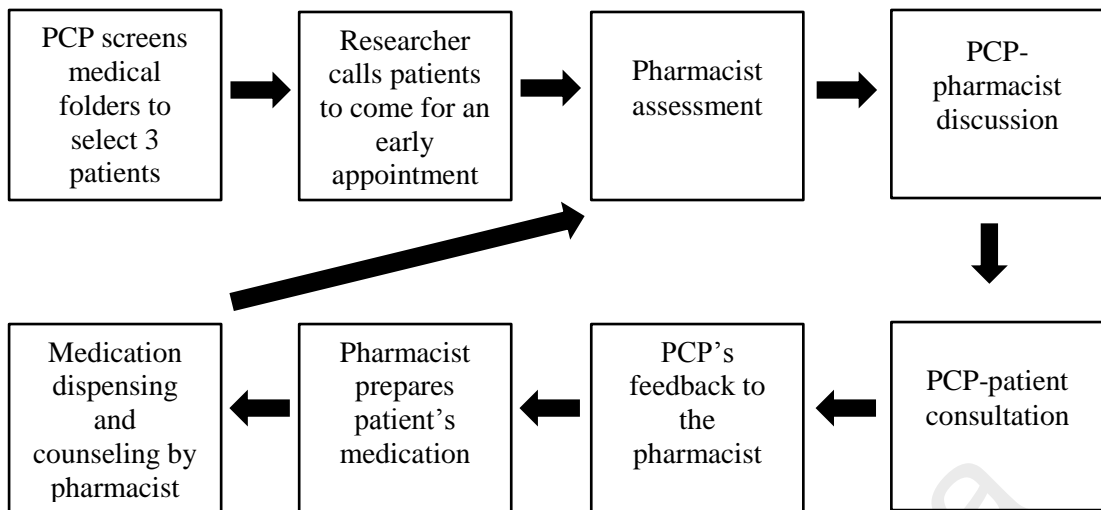 PCP screens
medical
folders to
select 3
patients
Researcher
calls patients
to come for an
early
appointment
Pharmacist
assessment
PCP-
pharmacist
discussion
Medication
dispensing
and
counseling by
pharmacist
Pharmacist
prepares
patient’s
medication
PCP’s
feedback to
the
pharmacist
PCP-patient
consultation